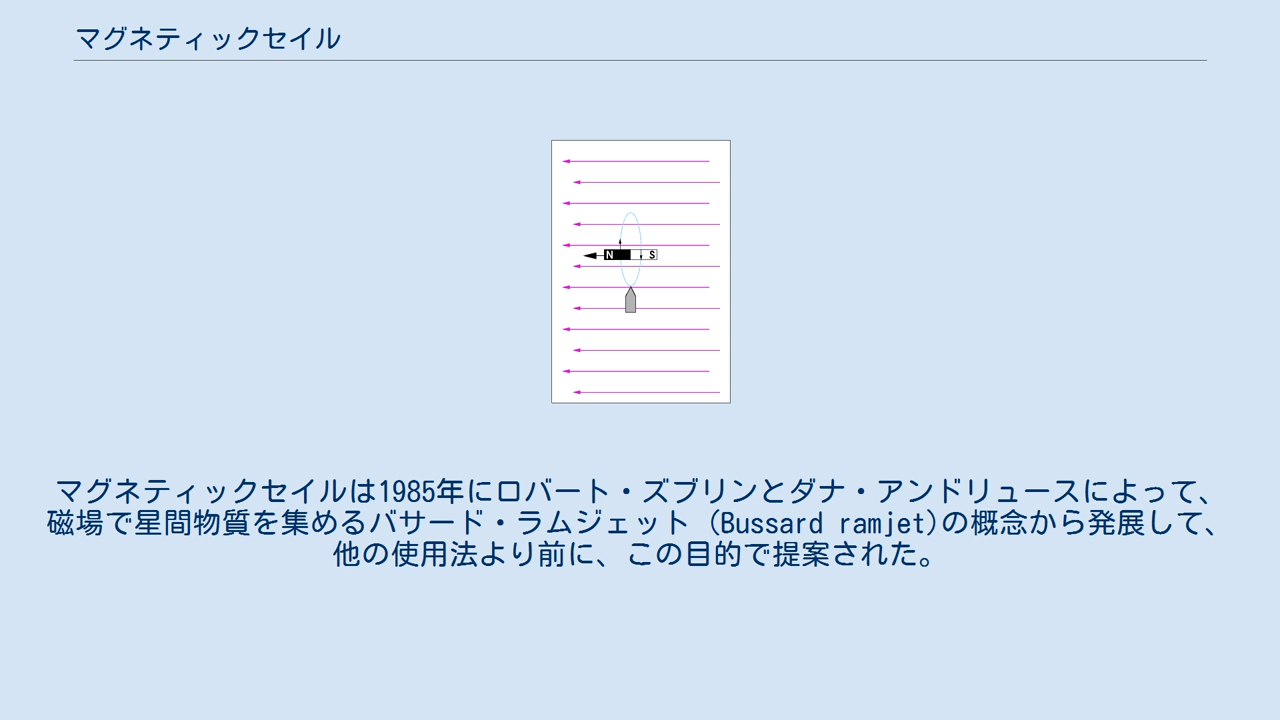 マグネティックセイル
N S
マグネティックセイルは1985年にロバート・ズブリンとダナ・アンドリュースによって、
磁場で星間物質を集めるバサード・ラムジェット (Bussard ramjet)の概念から発展して、
他の使用法より前に、この目的で提案された。